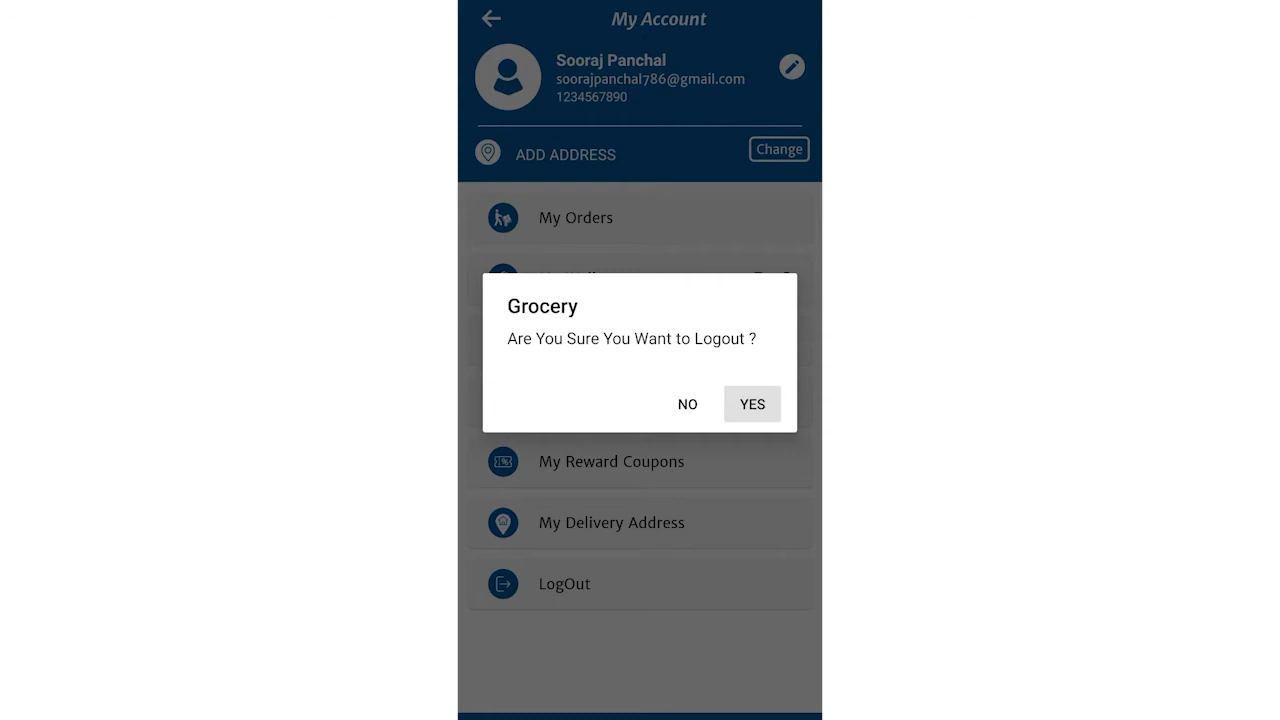 My Account
Sooraj Panchal
soorajpanchal786@gmail.com
1234567890
ADD ADDRESS
Change
My Orders
Grocery
Are You Sure You Want to Logout ?
NO
YES
My Reward Coupons
My Delivery Address
LogOut